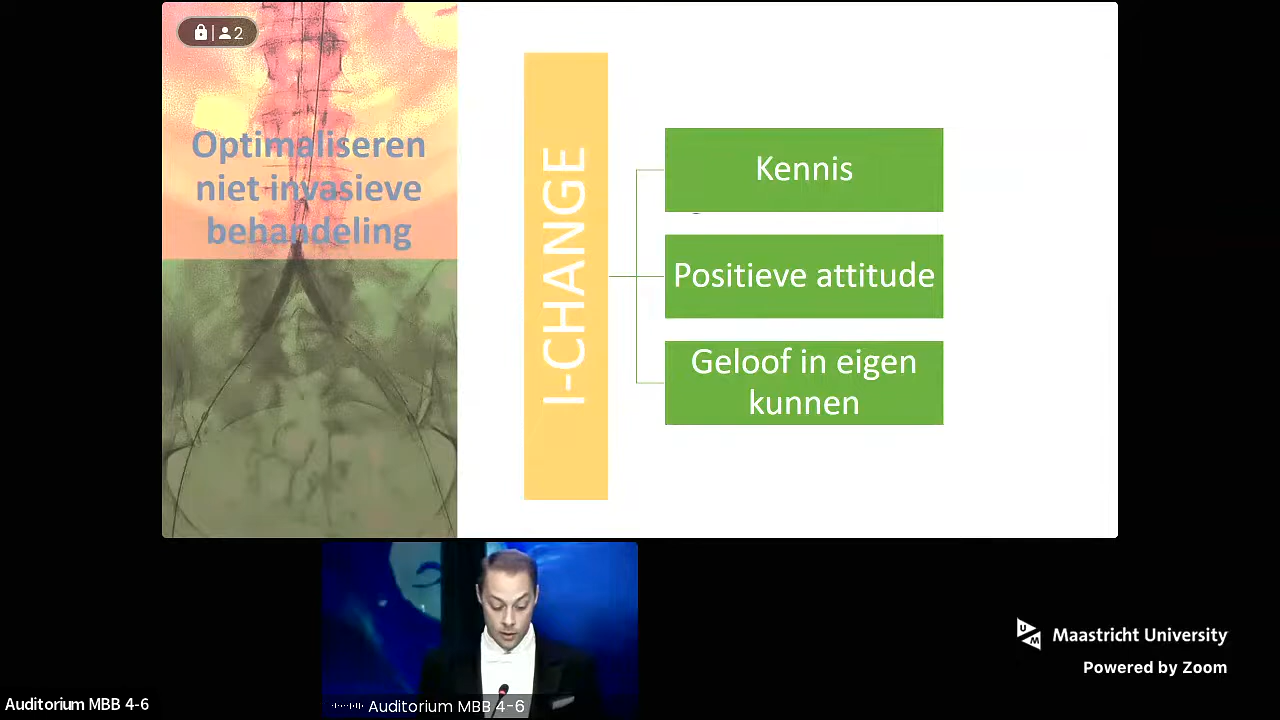 2
Optimaliseren
niet invasieve
behandeling
I-CHANGE
Kennis
Positieve attitude
Geloof in eigen
kunnen
UM
Maastricht University
Powered by Zoom
Auditorium MBB 4-6
Auditorium MBB 4-6